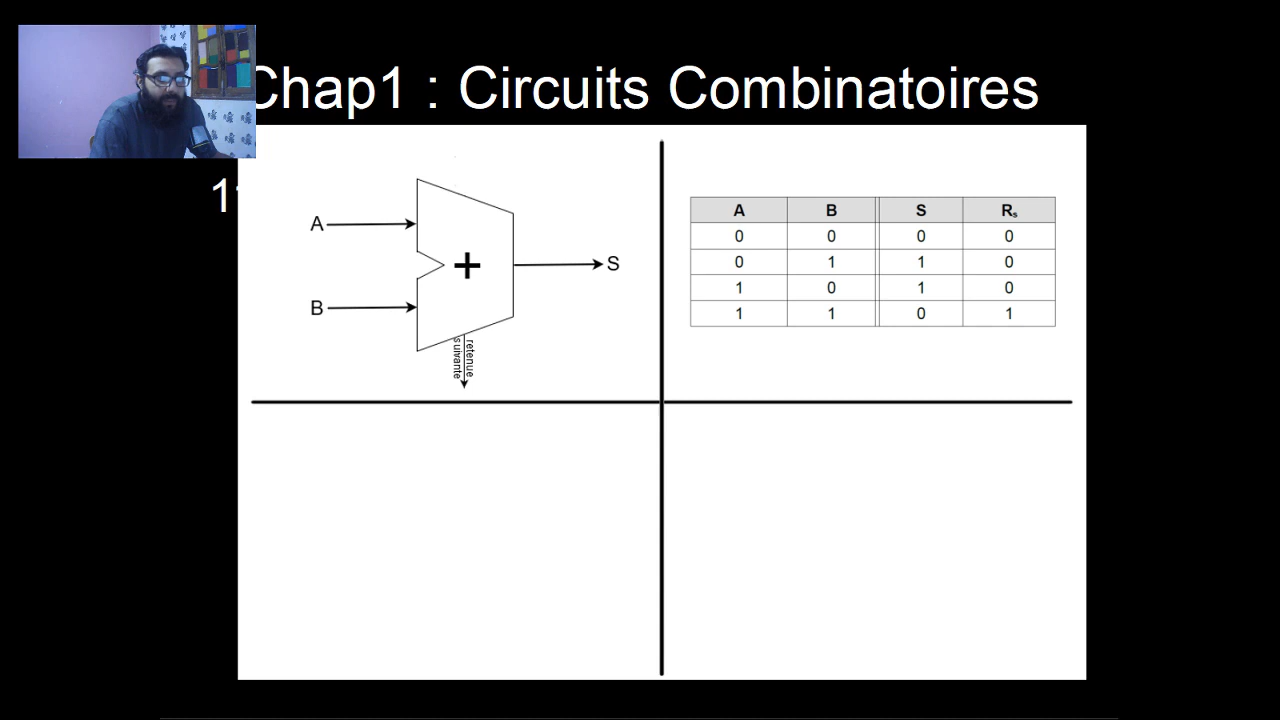 Chap1 : Circuits Combinatoires
A
+
S
B
retenue
suivante
A B S Rs
0 0 0 0
0 1 1 0
1 0 1 0
1 1 0 1